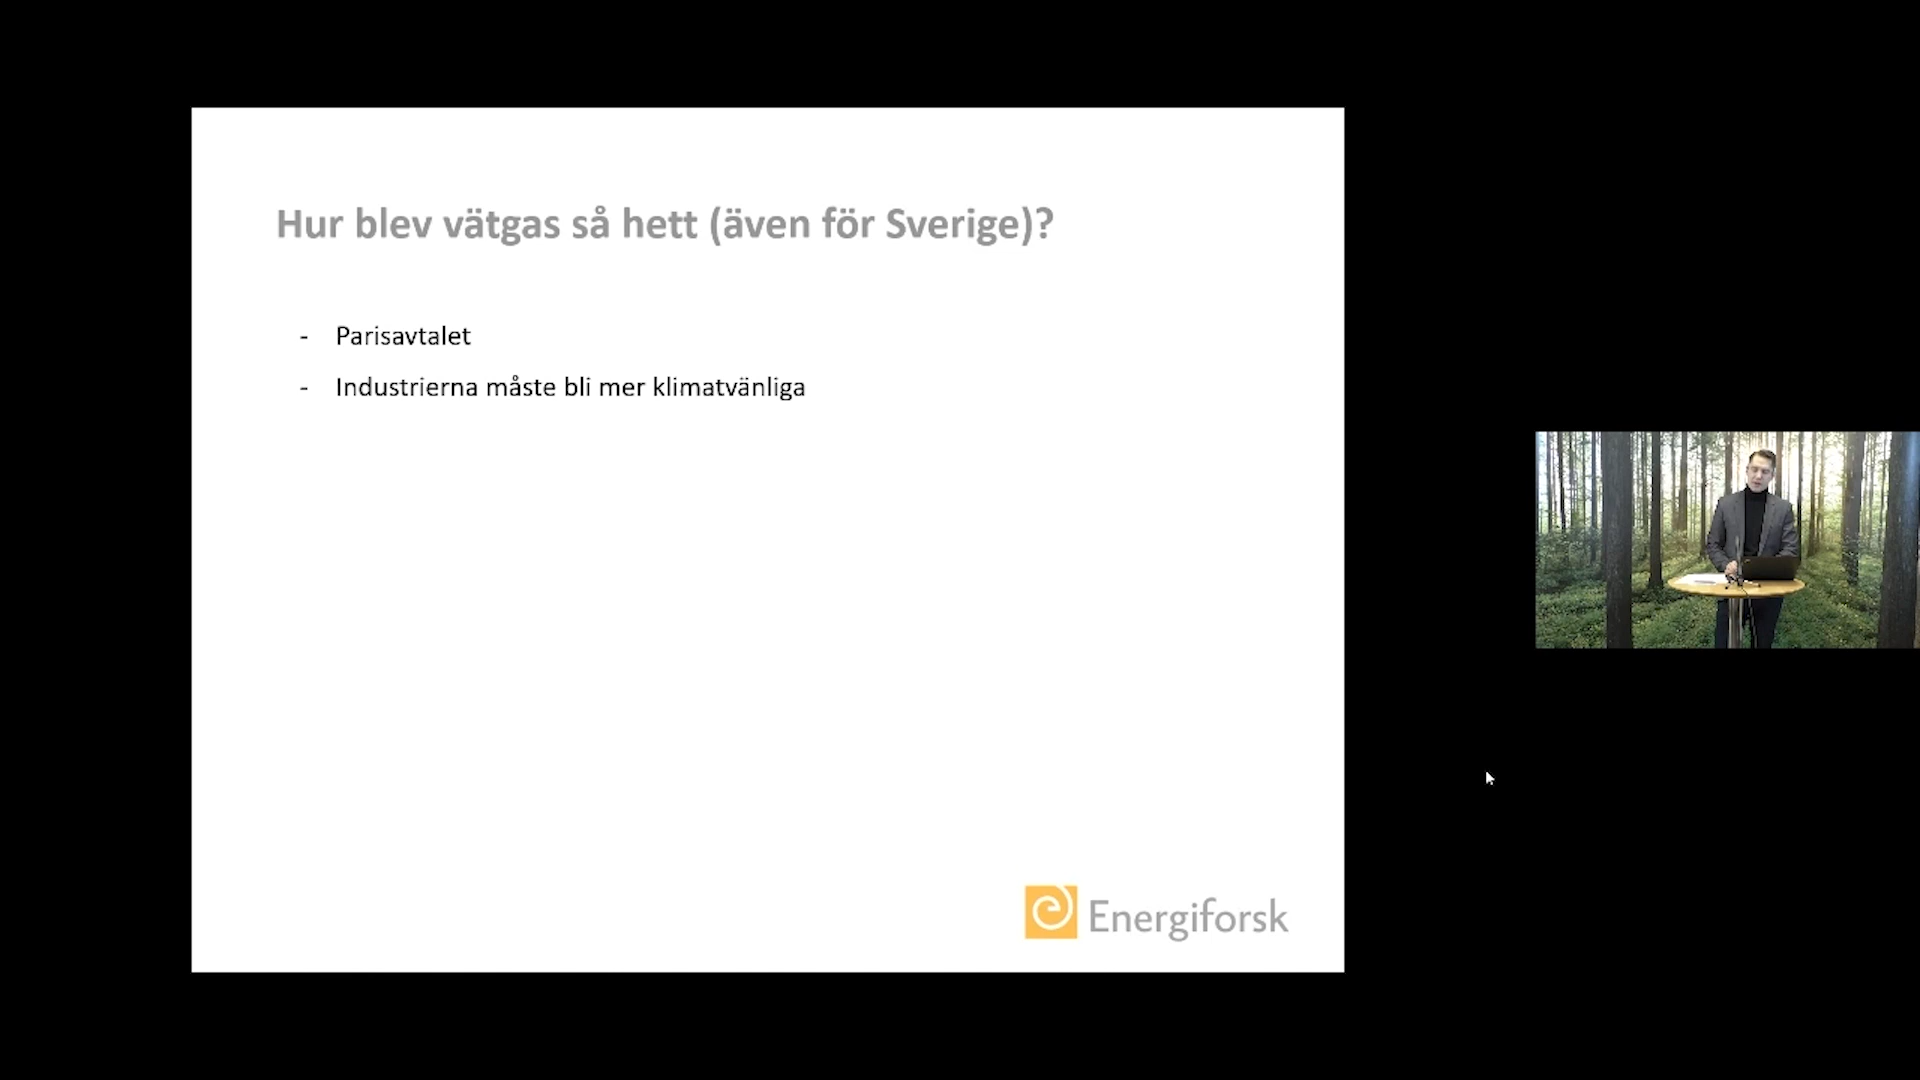 Hur blev vätgas så hett (även för Sverige)?
- Parisavtalet
- Industrierna måste bli mer klimatvänliga
Energiforsk